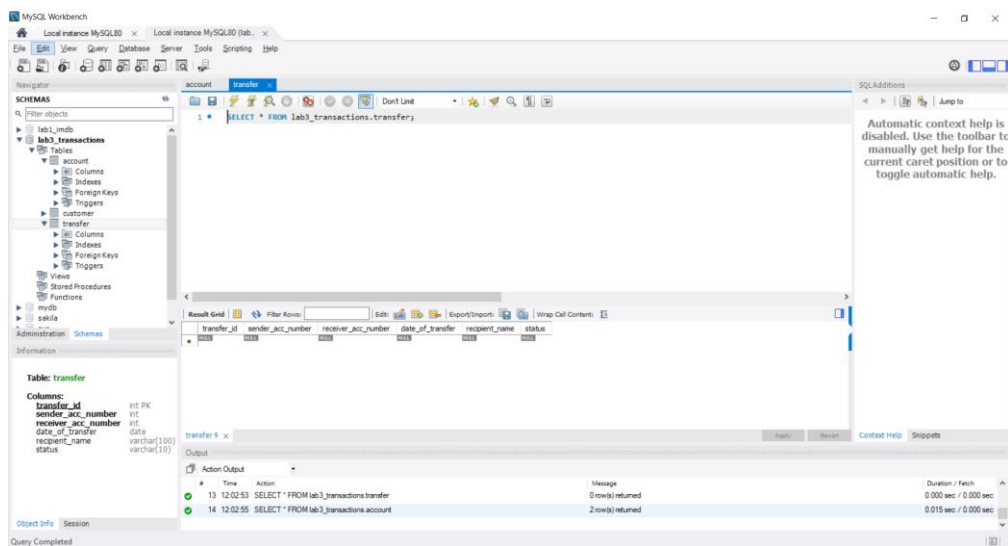 MySQL Workbench
Local instance MySQL80 × Local instance MySQL80 (lab.. ×
File Edit View Query Database Server Tools Scripting Help
Navigator
SCHEMAS
Filter objects
lab1_imdb
lab3_transactions
Tables
account
Columns
Indexes
Foreign Keys
Triggers
customer
transfer
Columns
Indexes
Foreign Keys
Triggers
Views
Stored Procedures
Functions
mydb
sakila
Administration Schemas
Information
Table: transfer
Columns:
transfer_id int PK
sender_acc_number int
receiver_acc_number int
date_of_transfer date
recipient_name varchar(100)
status varchar(10)
Object Info Session
Query Completed
account transfer ×
Don't Limit
1 SELECT * FROM lab3_transactions.transfer;
Result Grid Filter Rows: Edit: Export/Import: Wrap Cell Content:
transfer_id sender_acc_number receiver_acc_number date_of_transfer recipient_name status
NULL NULL NULL NULL NULL NULL
transfer 9 × Apply Revert
Output
Action Output
# Time Action Message Duration / Fetch
13 12:02:53 SELECT * FROM lab3_transactions.transfer 0 row(s) returned 0.000 sec / 0.000 sec
14 12:02:55 SELECT * FROM lab3_transactions.account 2 row(s) returned 0.015 sec / 0.000 sec
SQLAdditions
Jump to
Automatic context help is
disabled. Use the toolbar to
manually get help for the
current caret position or to
toggle automatic help.
Context Help Snippets